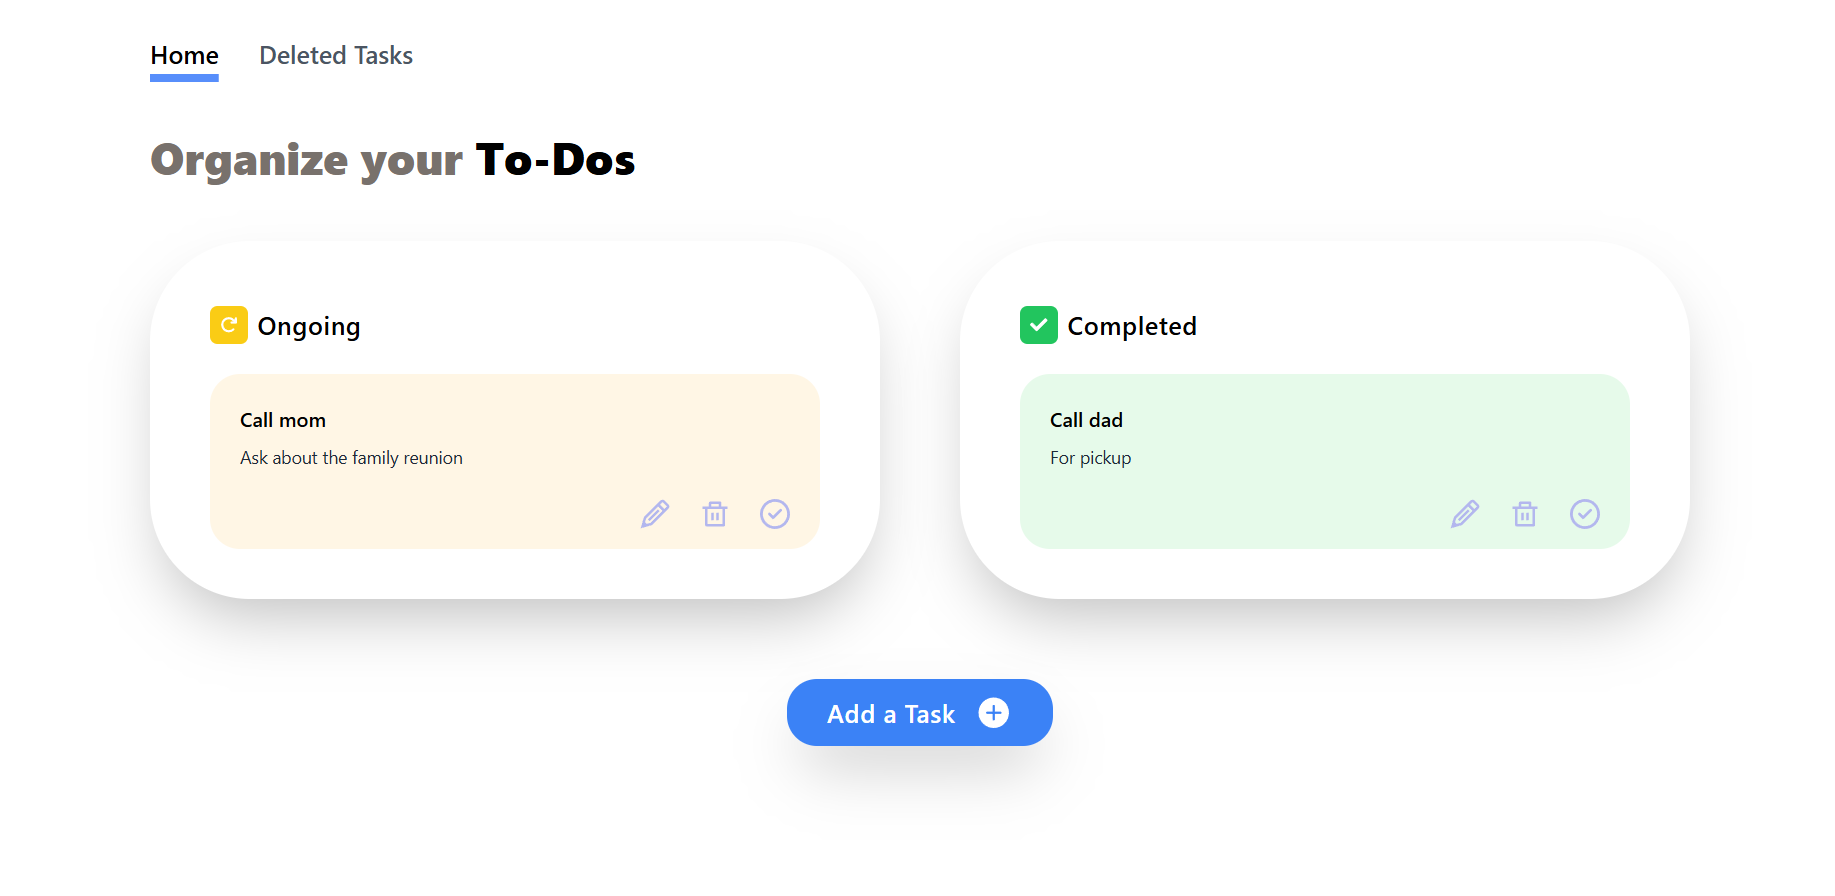 Home Deleted Tasks
Organize your To-Dos
Ongoing
Call mom
Ask about the family reunion
Completed
Call dad
For pickup
Add a Task